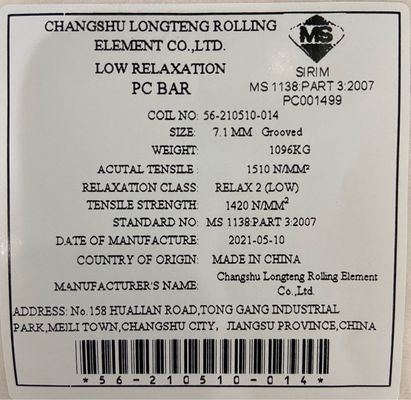 CHANGSHU LONGTENG ROLLING
ELEMENT CO.,LTD.
LOW RELAXATION
PC BAR
MS
SIRIM
MS 1138:PART 3:2007
PC001499
COIL NO: 56-210510-014
SIZE: 7.1 MM Grooved
WEIGHT: 1096KG
ACUTAL TENSILE : 1510 N/MM²
RELAXATION CLASS: RELAX 2 (LOW)
TENSILE STRENGTH: 1420 N/MM²
STANDARD NO: MS 1138:PART 3:2007
DATE OF MANUFACTURE: 2021-05-10
COUNTRY OF ORIGIN: MADE IN CHINA
MANUFACTURER'S NAME: Changshu Longteng Rolling Element
Co.,Ltd.
ADDRESS: No.158 HUALIAN ROAD,TONG GANG INDUSTRIAL
PARK,MEILI TOWN,CHANGSHU CITY, JIANGSU PROVINCE,CHINA
*56-210510-014*